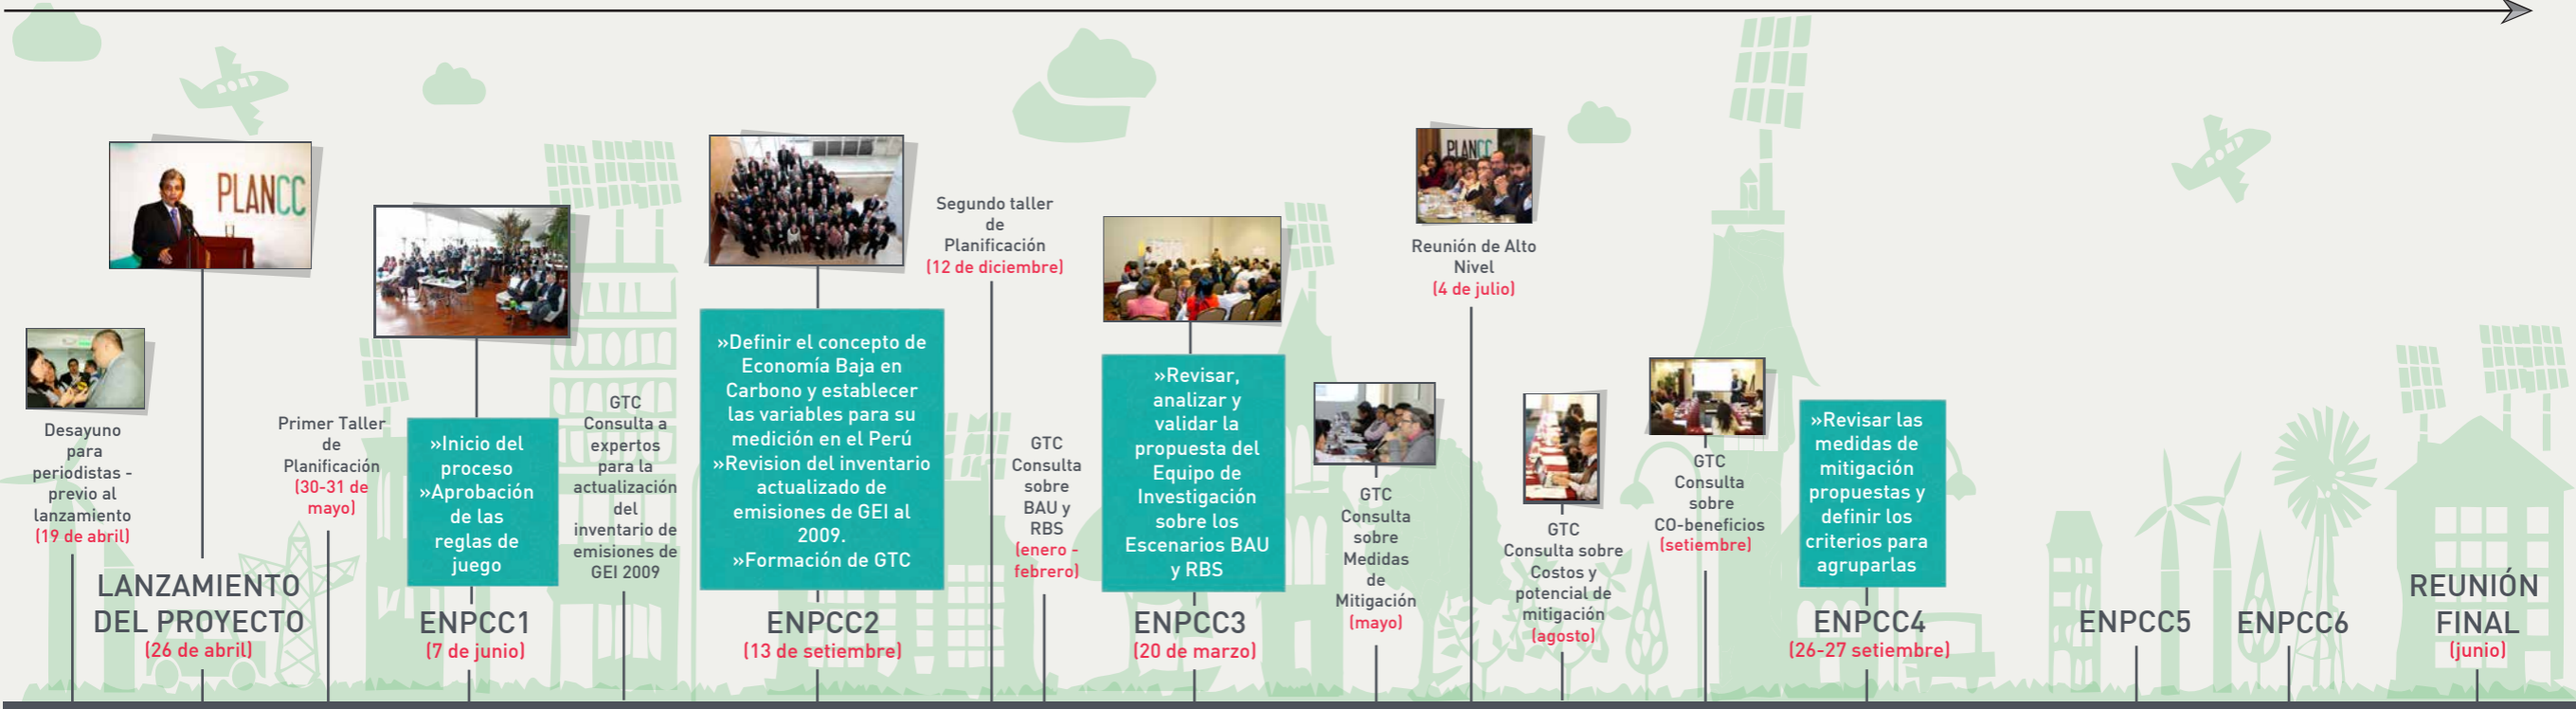 PLANCC
Desayuno
para
periodistas -
previo al
lanzamiento
(19 de abril)
LANZAMIENTO
DEL PROYECTO
(26 de abril)
Primer Taller
de
Planificación
(30-31 de
mayo)
»Inicio del
proceso
»Aprobación
de las
reglas de
juego
ENPCC1
(7 de junio)
GTC
Consulta a
expertos
para la
actualización
del
inventario de
emisiones de
GEI 2009
»Definir el concepto de
Economía Baja en
Carbono y establecer
las variables para su
medición en el Perú
»Revision del inventario
actualizado de
emisiones de GEI al
2009.
»Formación de GTC
ENPCC2
(13 de setiembre)
Segundo taller
de
Planificación
(12 de diciembre)
GTC
Consulta
sobre
BAU y
RBS
(enero -
febrero)
»Revisar,
analizar y
validar la
propuesta del
Equipo de
Investigación
sobre los
Escenarios BAU
y RBS
ENPCC3
(20 de marzo)
GTC
Consulta
sobre
Medidas
de
Mitigación
(mayo)
PLANCC
Reunión de Alto
Nivel
(4 de julio)
GTC
Consulta sobre
Costos y
potencial de
mitigación
(agosto)
GTC
Consulta
sobre
CO-beneficios
(setiembre)
»Revisar las
medidas de
mitigación
propuestas y
definir los
criterios para
agruparlas
ENPCC4
(26-27 setiembre)
ENPCC5
ENPCC6
REUNIÓN
FINAL
(junio)